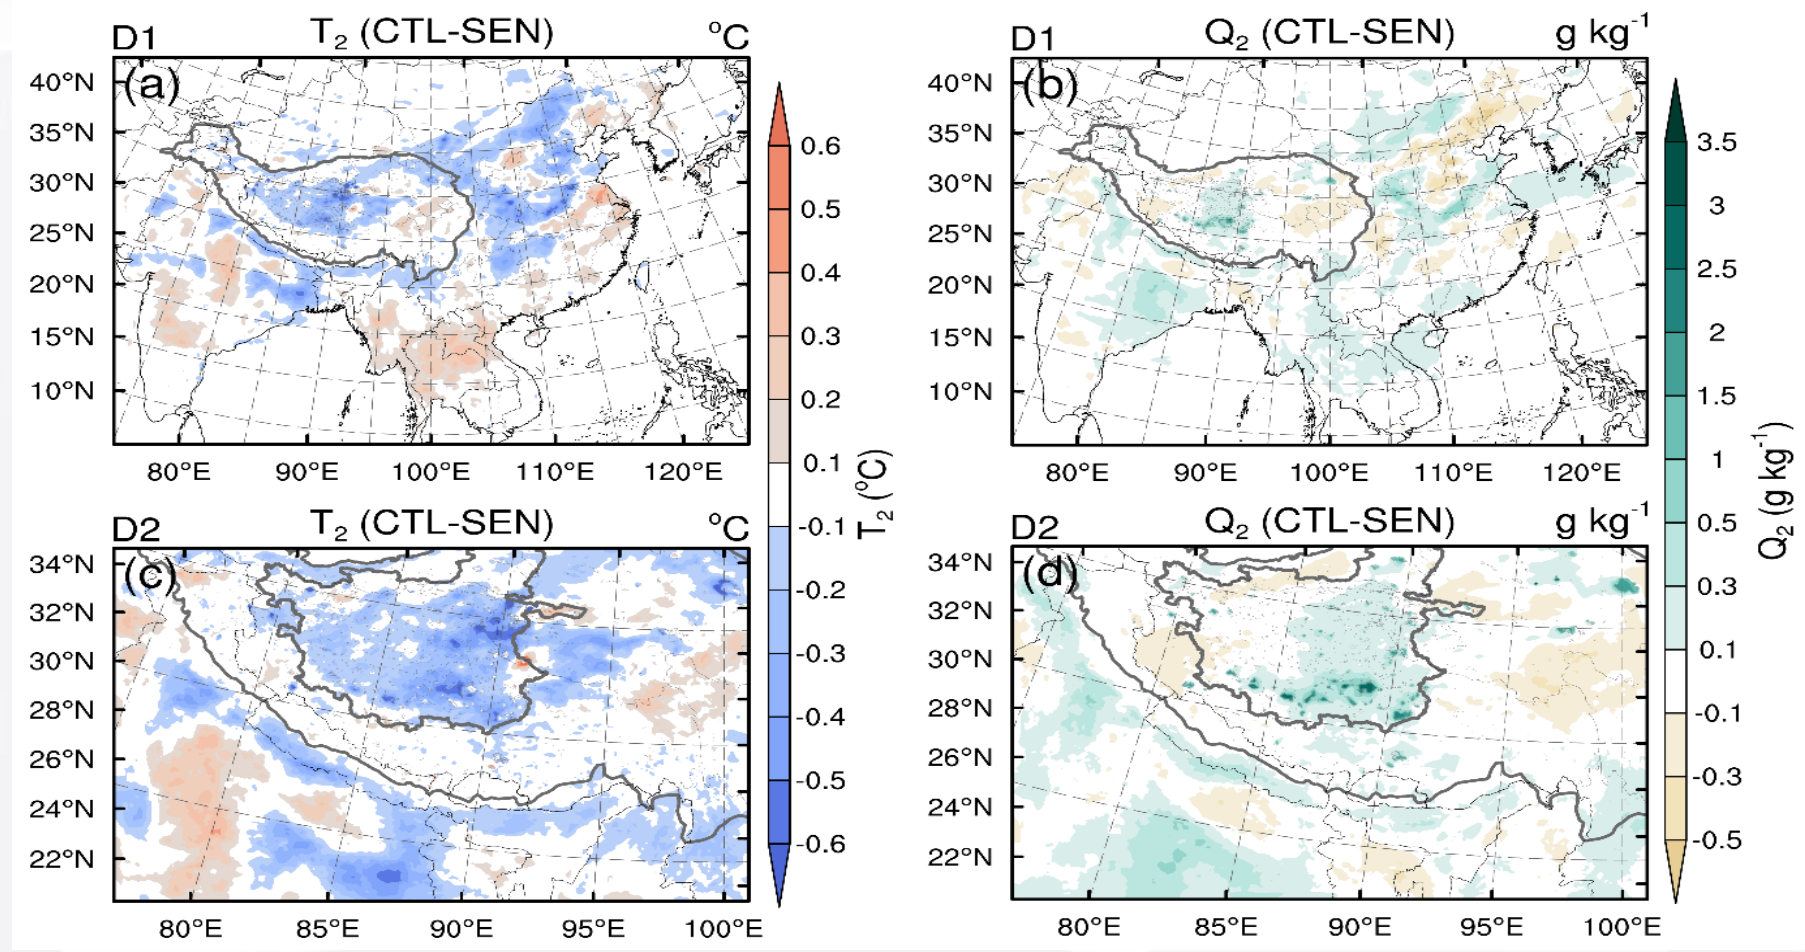 D1 T₂ (CTL-SEN) ºC
(a)
40°N
35°N
30°N
25°N
20°N
15°N
10°N
80°E 90°E 100°E 110°E 120°E
D1 Q₂ (CTL-SEN) g kg⁻¹
(b)
40°N
35°N
30°N
25°N
20°N
15°N
10°N
80°E 90°E 100°E 110°E 120°E
D2 T₂ (CTL-SEN) ºC
(c)
34°N
32°N
30°N
28°N
26°N
24°N
22°N
80°E 85°E 90°E 95°E 100°E
0.6
0.5
0.4
0.3
0.2
0.1
-0.1
-0.2
-0.3
-0.4
-0.5
-0.6
T₂ (ºC)
D2 Q₂ (CTL-SEN) g kg⁻¹
(d)
34°N
32°N
30°N
28°N
26°N
24°N
22°N
80°E 85°E 90°E 95°E 100°E
3.5
3
2.5
2
1.5
1
0.5
0.3
0.1
-0.1
-0.3
-0.5
Q₂ (g kg⁻¹)